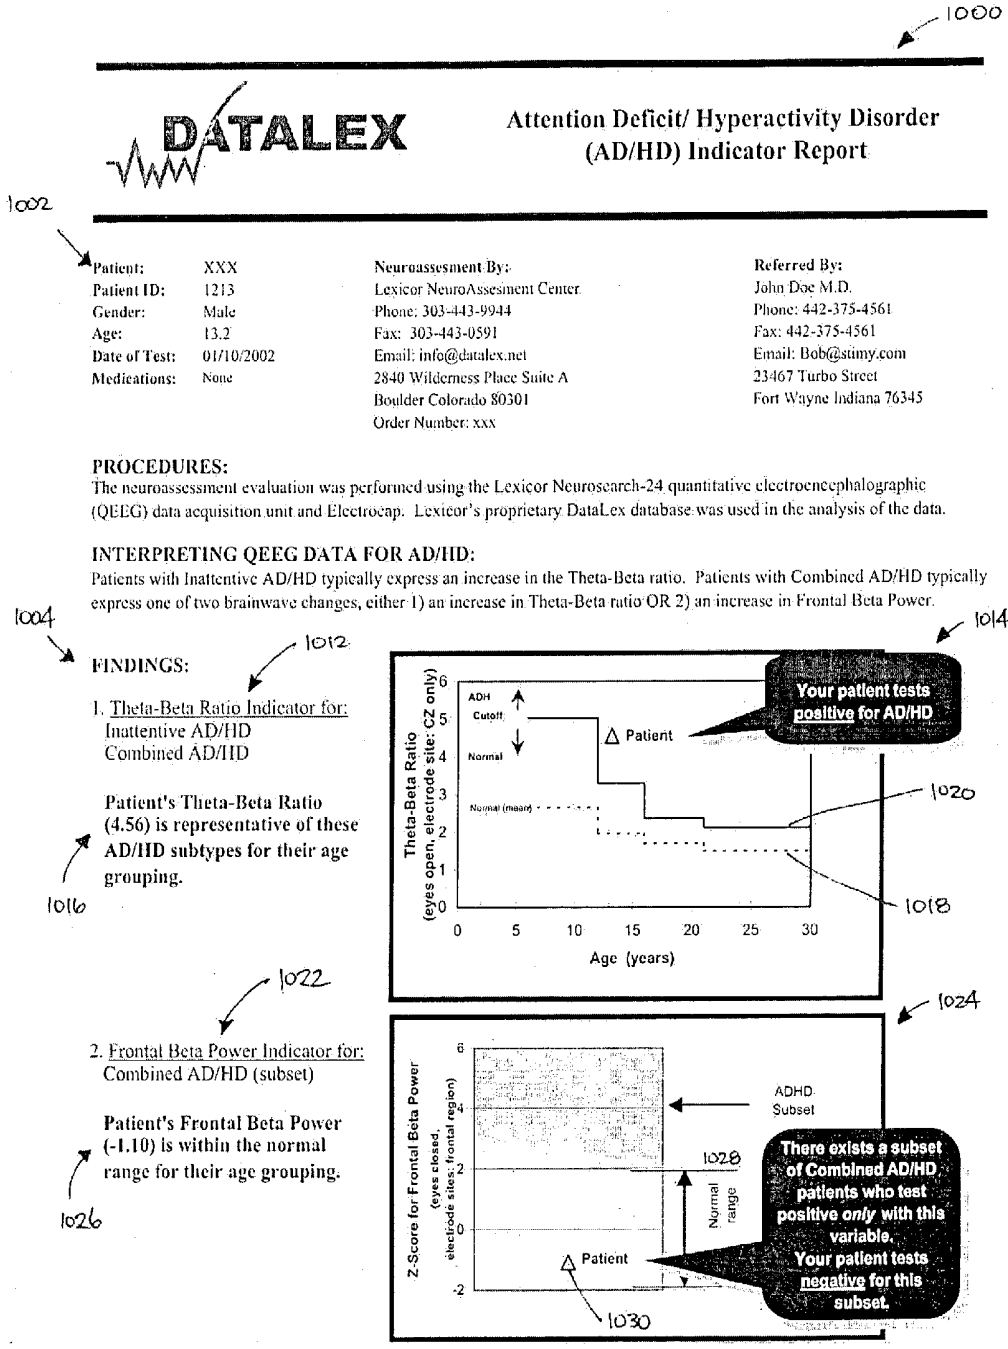 1000
DATALEX
Attention Deficit/ Hyperactivity Disorder
(AD/HD) Indicator Report
1002
Patient: XXX
Patient ID: 1213
Gender: Male
Age: 13.2
Date of Test: 01/10/2002
Medications: None
Neuroassesment By:
Lexicor NeuroAssesment Center
Phone: 303-443-9944
Fax: 303-443-0591
Email: info@datalex.net
2840 Wilderness Place Suite A
Boulder Colorado 80301
Order Number: xxx
Referred By:
John Doe M.D.
Phone: 442-375-4561
Fax: 442-375-4561
Email: Bob@stimy.com
23467 Turbo Street
Fort Wayne Indiana 76345
PROCEDURES:
The neuroassessment evaluation was performed using the Lexicor Neurosearch-24 quantitative electroencephalographic
(QEEG) data acquisition unit and Electrocap. Lexicor's proprietary DataLex database was used in the analysis of the data.
INTERPRETING QEEG DATA FOR AD/HD:
Patients with Inattentive AD/HD typically express an increase in the Theta-Beta ratio. Patients with Combined AD/HD typically
express one of two brainwave changes, either 1) an increase in Theta-Beta ratio OR 2) an increase in Frontal Beta Power.
1004
FINDINGS:
1012
1. Theta-Beta Ratio Indicator for:
Inattentive AD/HD
Combined AD/HD
Patient's Theta-Beta Ratio
(4.56) is representative of these
AD/HD subtypes for their age
grouping.
1016
1014
Your patient tests
positive for AD/HD
Theta-Beta Ratio
(eyes open, electrode site: CZ only)
6
5
4
3
2
1
0
ADH
Cutoff
Normal
Normal (mean)
Patient
1020
1018
0 5 10 15 20 25 30
Age (years)
1022
2. Frontal Beta Power Indicator for:
Combined AD/HD (subset)
Patient's Frontal Beta Power
(-1.10) is within the normal
range for their age grouping.
1026
1024
Z-Score for Frontal Beta Power
(eyes closed,
electrode sites: frontal region)
6
4
2
0
-2
ADHD
Subset
1028
Normal
range
Patient
1030
There exists a subset
of Combined AD/HD
patients who test
positive only with this
variable.
Your patient tests
negative for this
subset.